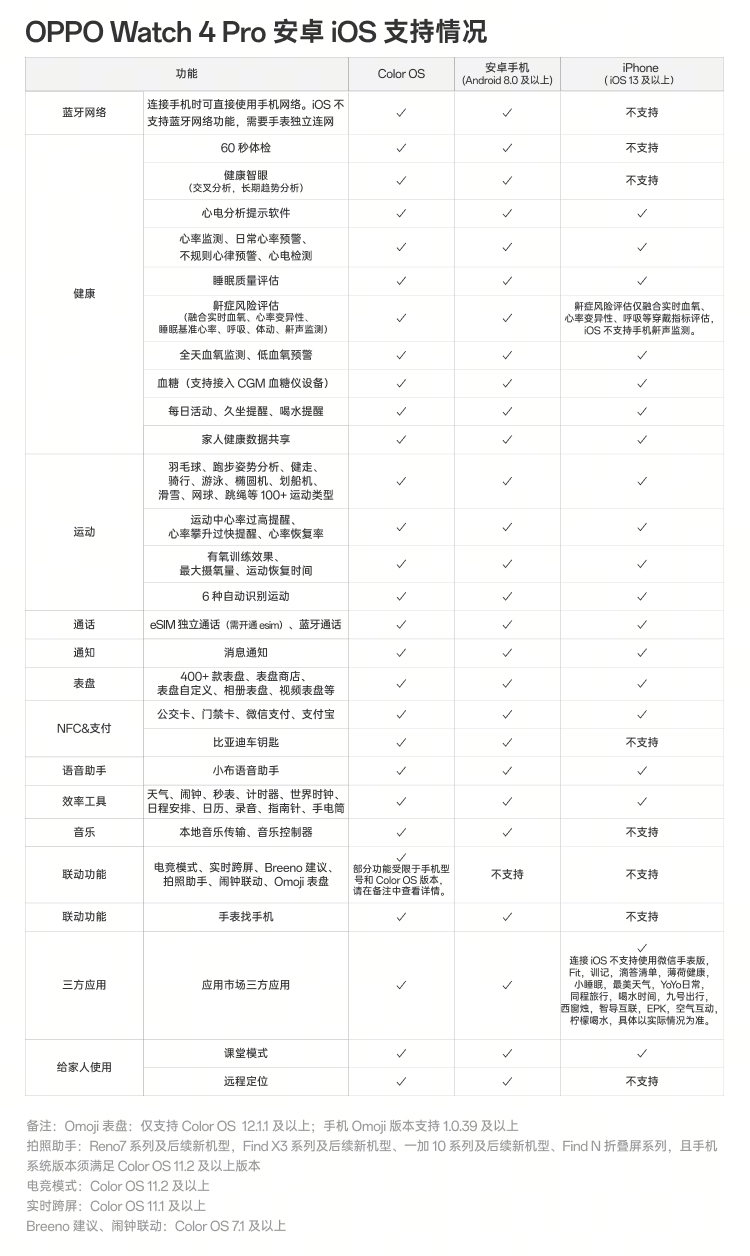 OPPO Watch 4 Pro 安卓 iOS 支持情况
功能 Color OS 安卓手机 (Android 8.0 及以上) iPhone ( iOS 13 及以上)
蓝牙网络 连接手机时可直接使用手机网络。iOS 不
支持蓝牙网络功能，需要手表独立连网 ✓ ✓ 不支持
健康
60 秒体检 ✓ ✓ 不支持
健康智眼
（交叉分析，长期趋势分析） ✓ ✓ 不支持
心电分析提示软件 ✓ ✓ ✓
心率监测、日常心率预警、
不规则心律预警、心电检测 ✓ ✓ ✓
睡眠质量评估 ✓ ✓ ✓
鼾症风险评估
（融合实时血氧、心率变异性、
睡眠基准心率、呼吸、体动、鼾声监测） ✓ ✓
鼾症风险评估仅融合实时血氧、
心率变异性、呼吸等穿戴指标评估，
iOS 不支持手机鼾声监测。
全天血氧监测、低血氧预警 ✓ ✓ ✓
血糖（支持接入 CGM 血糖仪设备） ✓ ✓ ✓
每日活动、久坐提醒、喝水提醒 ✓ ✓ ✓
家人健康数据共享 ✓ ✓ ✓
运动
羽毛球、跑步姿势分析、健走、
骑行、游泳、椭圆机、划船机、
滑雪、网球、跳绳等 100+ 运动类型 ✓ ✓ ✓
运动中心率过高提醒、
心率攀升过快提醒、心率恢复率 ✓ ✓ ✓
有氧训练效果、
最大摄氧量、运动恢复时间 ✓ ✓ ✓
6 种自动识别运动 ✓ ✓ ✓
通话 eSIM 独立通话（需开通 esim）、蓝牙通话 ✓ ✓ ✓
通知 消息通知 ✓ ✓ ✓
表盘 400+ 款表盘、表盘商店、
表盘自定义、相册表盘、视频表盘等 ✓ ✓ ✓
NFC&支付
公交卡、门禁卡、微信支付、支付宝 ✓ ✓ ✓
比亚迪车钥匙 ✓ ✓ 不支持
语音助手 小布语音助手 ✓ ✓ ✓
效率工具 天气、闹钟、秒表、计时器、世界时钟、
日程安排、日历、录音、指南针、手电筒 ✓ ✓ ✓
音乐 本地音乐传输、音乐控制器 ✓ ✓ 不支持
联动功能 电竞模式、实时跨屏、Breeno 建议、
拍照助手、闹钟联动、Omoji 表盘
✓
部分功能受限于手机型
号和 Color OS 版本，
请在备注中查看详情。
不支持 不支持
联动功能 手表找手机 ✓ ✓ 不支持
三方应用 应用市场三方应用 ✓ ✓
✓
连接 iOS 不支持使用微信手表版，
Fit，训记，滴答清单，薄荷健康，
小睡眠，最美天气，YoYo日常，
同程旅行，喝水时间，九号出行，
西窗烛，智导互联，EPK，空气互动，
柠檬喝水，具体以实际情况为准。
给家人使用
课堂模式 ✓ ✓ ✓
远程定位 ✓ ✓ 不支持
备注：Omoji 表盘：仅支持 Color OS 12.1.1 及以上；手机 Omoji 版本支持 1.0.39 及以上
拍照助手：Reno7 系列及后续新机型，Find X3 系列及后续新机型、一加 10 系列及后续新机型、Find N 折叠屏系列，且手机
系统版本须满足 Color OS 11.2 及以上版本
电竞模式：Color OS 11.2 及以上
实时跨屏：Color OS 11.1 及以上
Breeno 建议、闹钟联动：Color OS 7.1 及以上